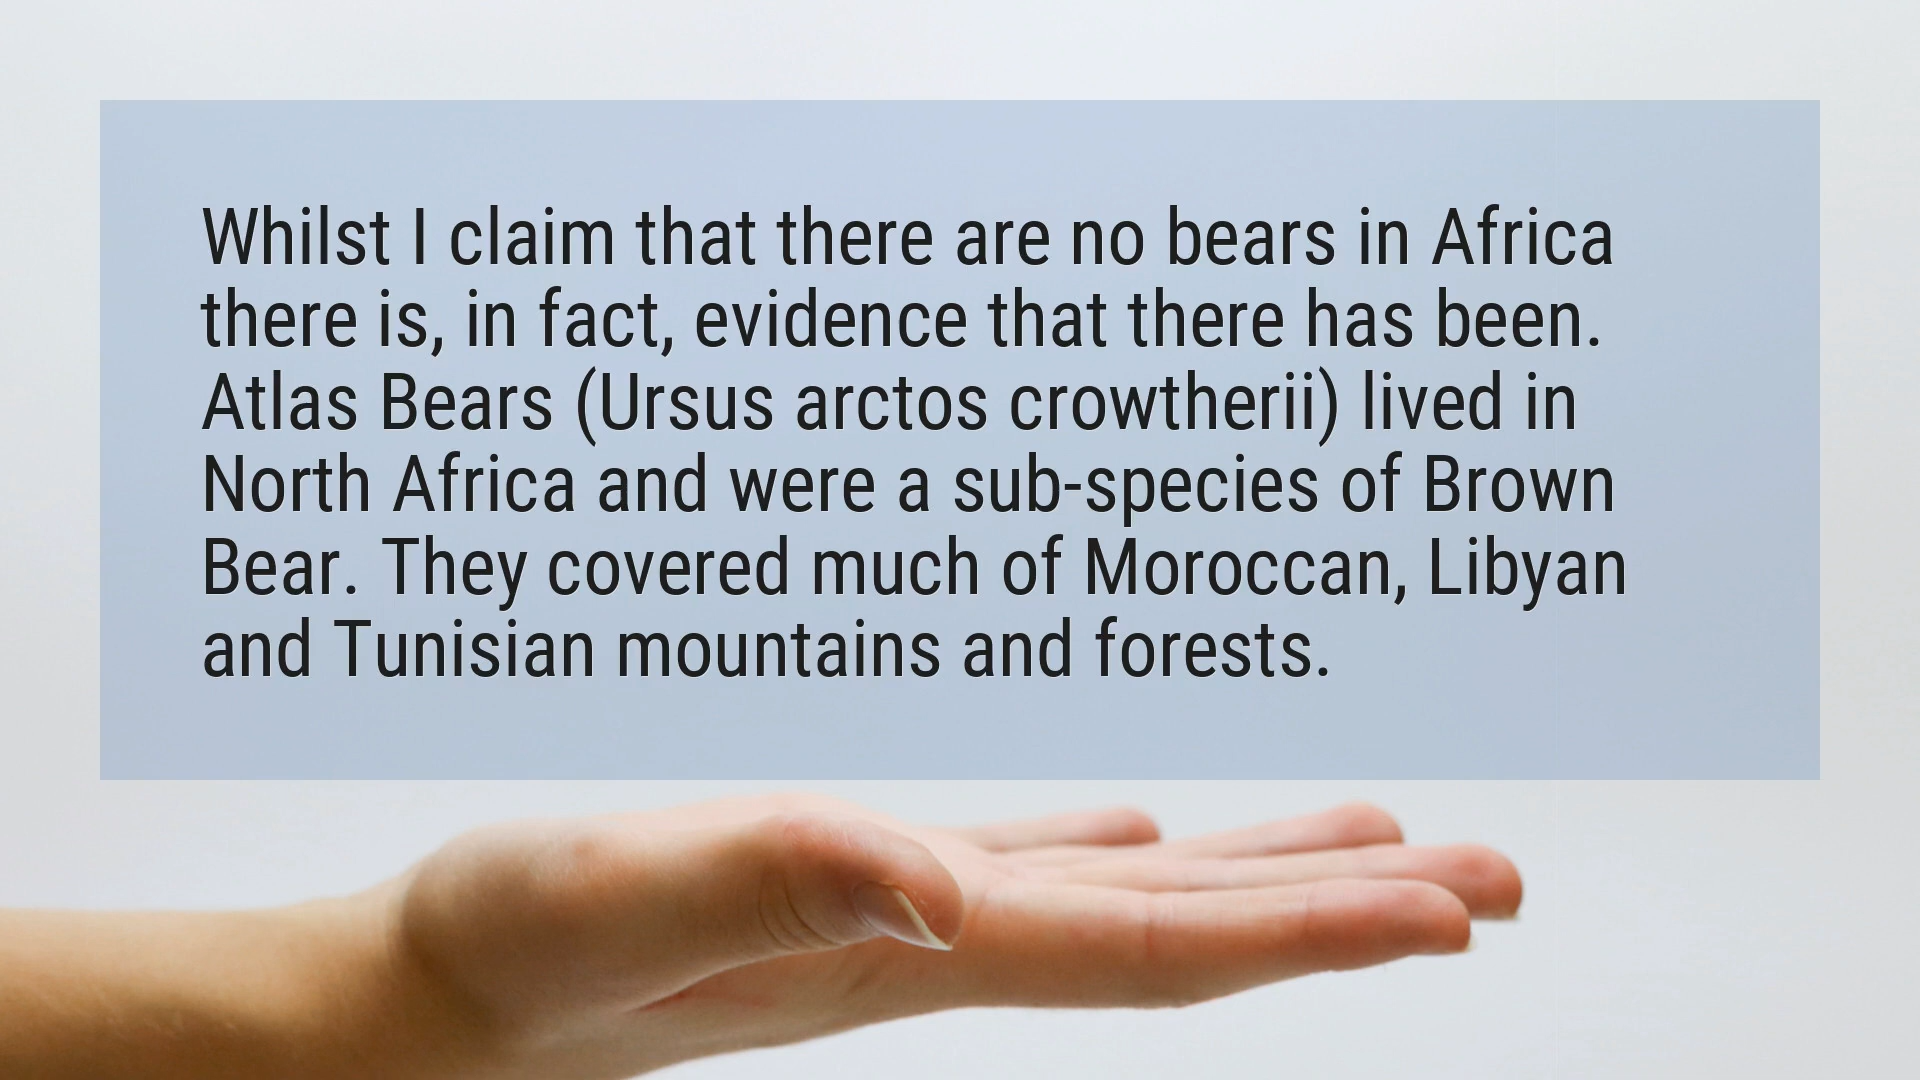 Whilst I claim that there are no bears in Africa
there is, in fact, evidence that there has been.
Atlas Bears (Ursus arctos crowtherii) lived in
North Africa and were a sub-species of Brown
Bear. They covered much of Moroccan, Libyan
and Tunisian mountains and forests.